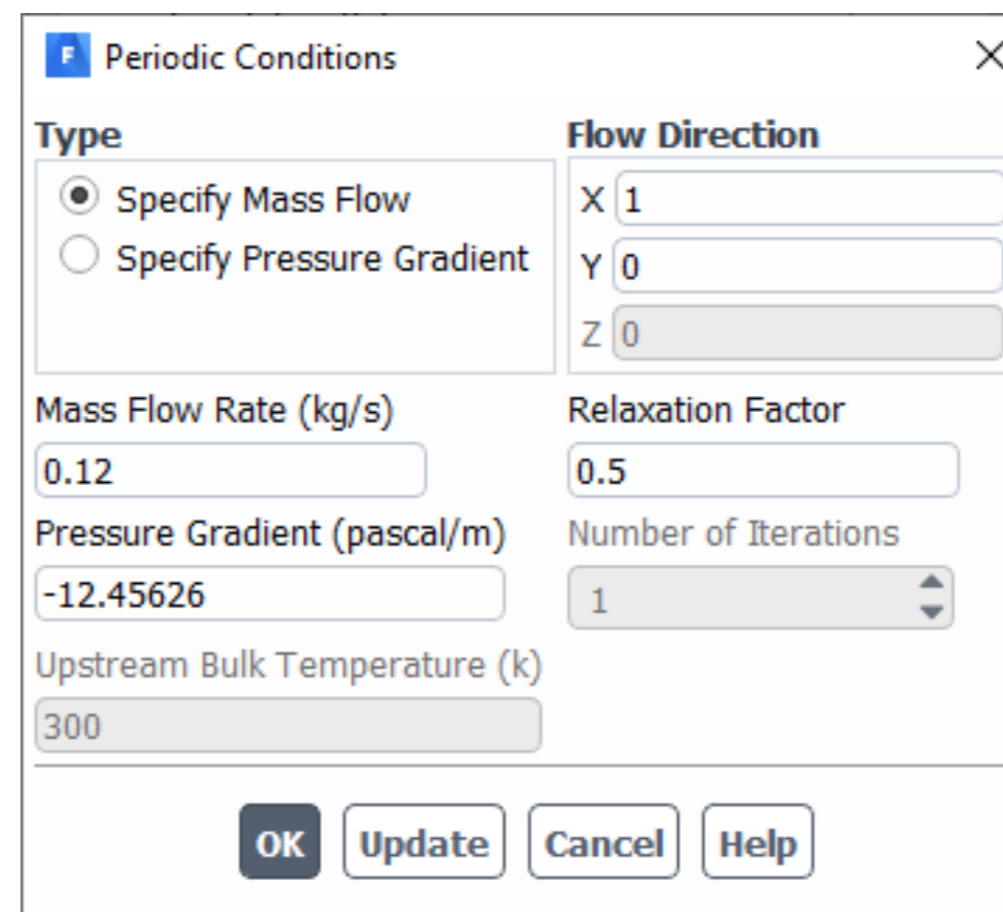 F Periodic Conditions
Type
Specify Mass Flow
Specify Pressure Gradient
Flow Direction
X 1
Y 0
Z 0
Mass Flow Rate (kg/s)
0.12
Relaxation Factor
0.5
Pressure Gradient (pascal/m)
-12.45626
Number of Iterations
1
Upstream Bulk Temperature (k)
300
OK Update Cancel Help